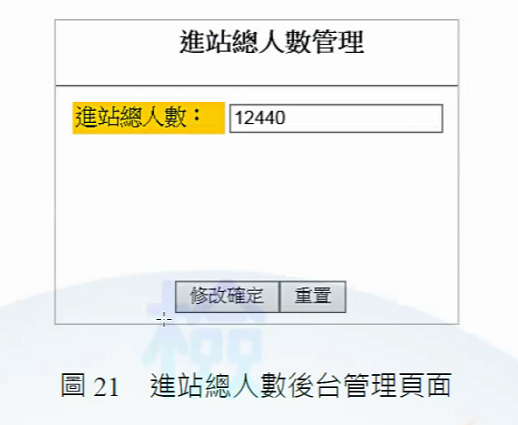 進站總人數管理
進站總人數： 12440
修改確定 重置
檢
圖 21 進站總人數後台管理頁面